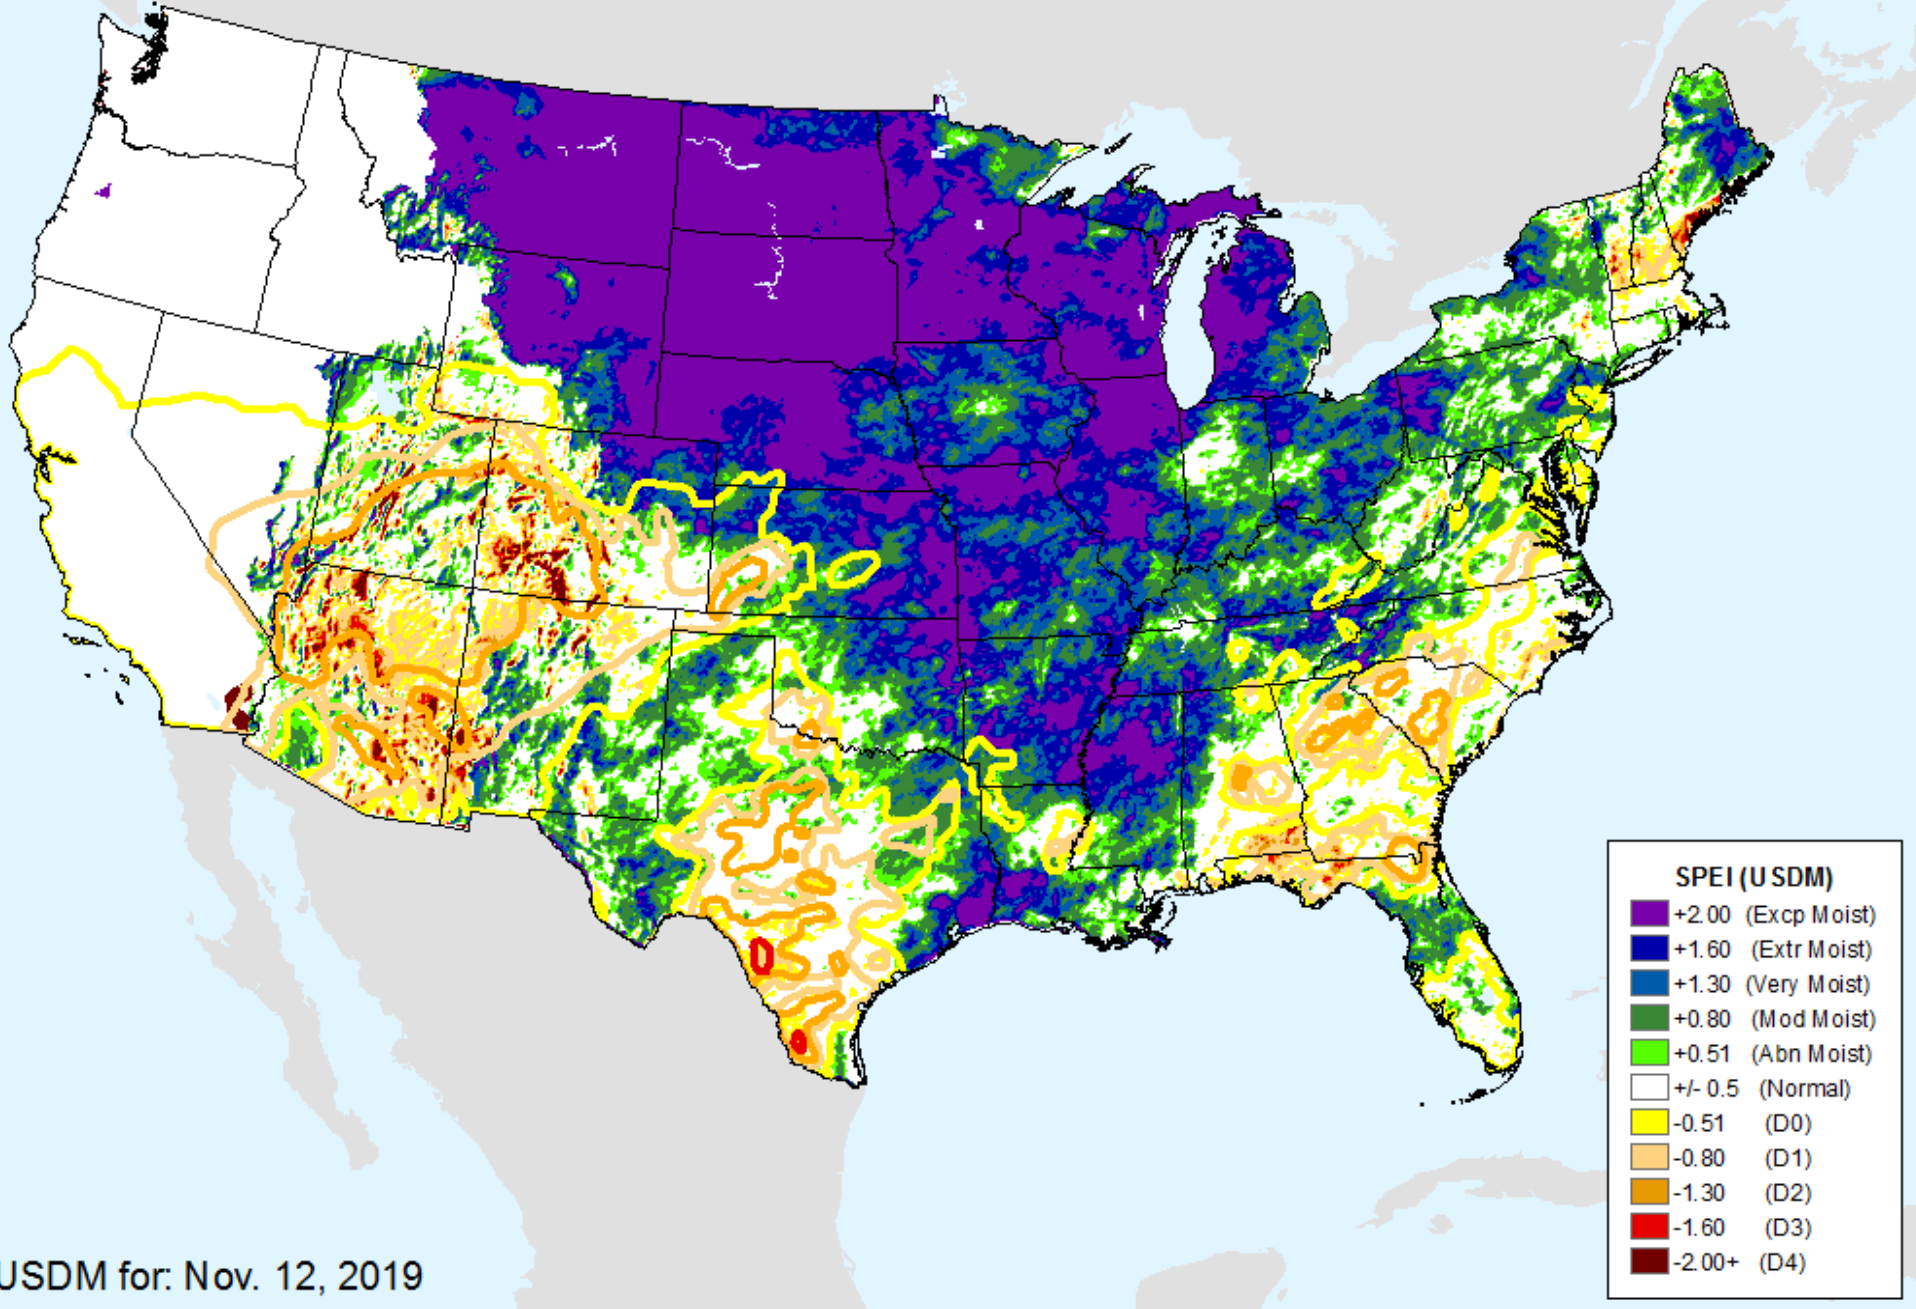 SPEI (USDM)
+2.00 (Excp Moist)
+1.60 (Extr Moist)
+1.30 (Very Moist)
+0.80 (Mod Moist)
+0.51 (Abn Moist)
+/- 0.5 (Normal)
-0.51 (D0)
-0.80 (D1)
-1.30 (D2)
-1.60 (D3)
-2.00+ (D4)
USDM for: Nov. 12, 2019